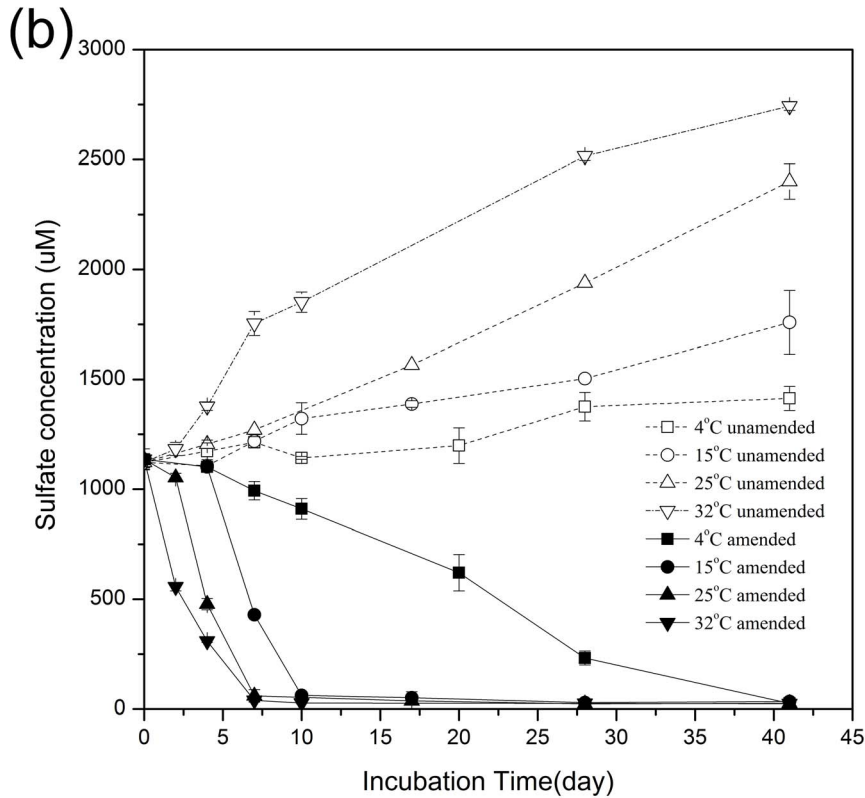 (b)
3000
2500
2000
1500
1000
500
0
Sulfate concentration (uM)
4°C unamended
15°C unamended
25°C unamended
32°C unamended
4°C amended
15°C amended
25°C amended
32°C amended
0 5 10 15 20 25 30 35 40 45
Incubation Time(day)